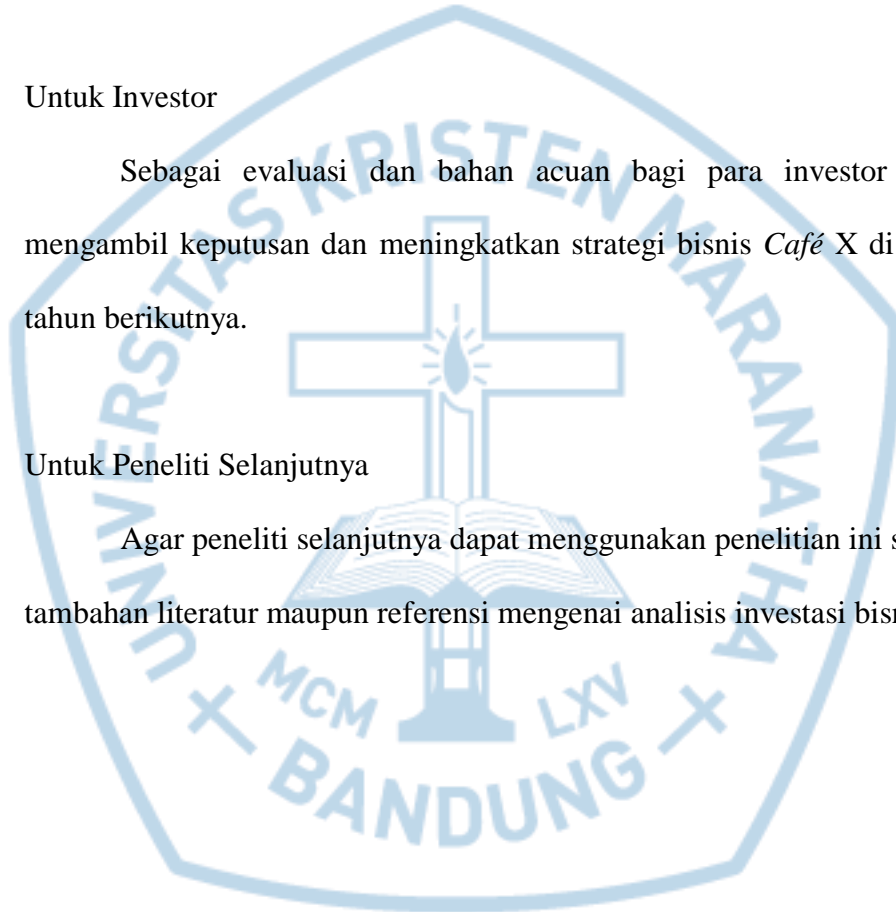 Untuk Investor
Sebagai evaluasi dan bahan acuan bagi para investor
mengambil keputusan dan meningkatkan strategi bisnis Café X di
tahun berikutnya.
Untuk Peneliti Selanjutnya
Agar peneliti selanjutnya dapat menggunakan penelitian ini s
tambahan literatur maupun referensi mengenai analisis investasi bis
UNIVERSITAS KRISTEN MARANATHA
MCM LXV
BANDUNG